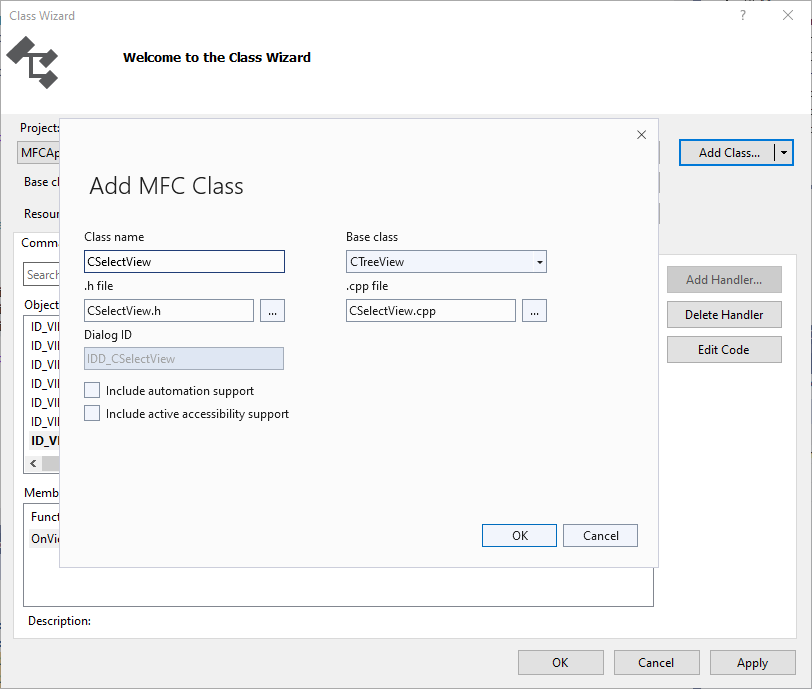 Class Wizard
?
Welcome to the Class Wizard
Project:
MFCAp
Add Class...
Base cl
Resour
Comma
Search
Add Handler...
Delete Handler
Edit Code
Object
ID_VI
ID_VI
ID_VI
ID_VI
ID_VI
ID_VI
ID_VI
<
Memb
Funct
OnVie
Description:
OK Cancel Apply
Add MFC Class
Class name Base class
CSelectView CTreeView
.h file .cpp file
CSelectView.h ... CSelectView.cpp ...
Dialog ID
IDD_CSelectView
Include automation support
Include active accessibility support
OK Cancel